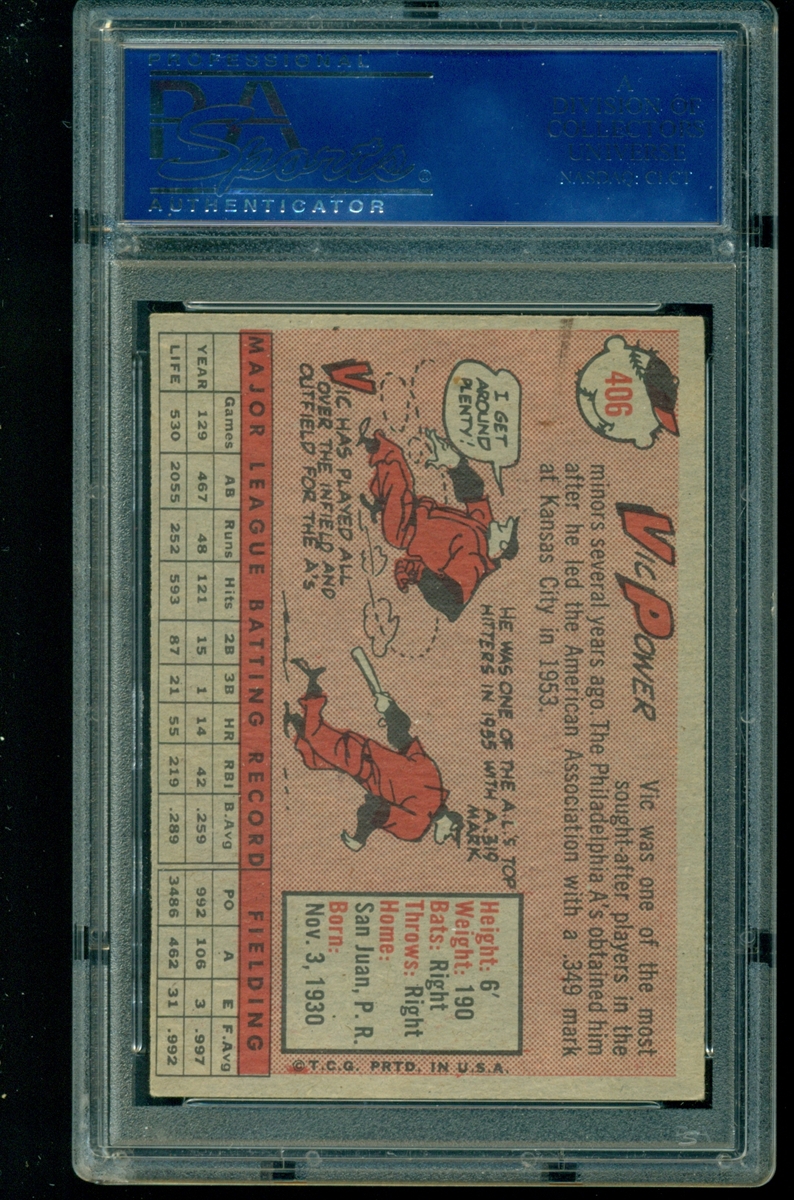 PROFESSIONAL
PSA
Sports
AUTHENTICATOR
A
DIVISION OF
COLLECTORS
UNIVERSE
NASDAQ: CLCT
406
VIC POWER
Vic was one of the most
sought-after players in the
minors several years ago. The Philadelphia A's obtained him
after he led the American Association with a .349 mark
at Kansas City in 1953.
I GET
AROUND
PLENTY!
VIC HAS PLAYED ALL
OVER THE INFIELD AND
OUTFIELD FOR THE A'S
HE WAS ONE OF THE A.L.'S TOP
HITTERS IN 1955 WITH A .319
MARK
Height: 6'
Weight: 190
Bats: Right
Throws: Right
Home:
San Juan, P. R.
Born:
Nov. 3, 1930
MAJOR LEAGUE BATTING RECORD FIELDING
Games AB Runs Hits 2B 3B HR RBI B.Avg PO A E F.Avg
YEAR 129 467 48 121 15 1 14 42 .259 992 106 3 .997
LIFE 530 2055 252 593 87 21 55 219 .289 3486 462 31 .992
© T.C.G. PRTD. IN U.S.A.